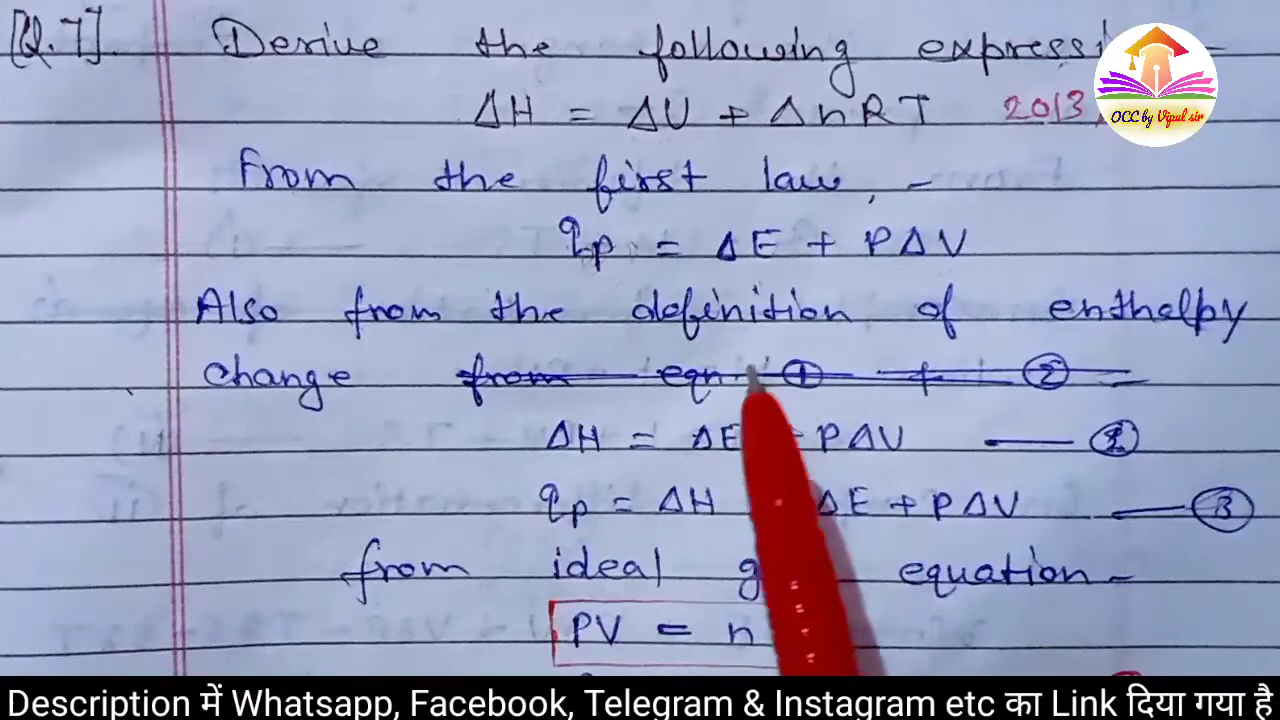 [Q.7] Derive the following
ΔH = ΔU + ΔnRT 2013
OCC by Vipul sir
From the first law, -
qp = ΔE + PΔV
Also from the definition of enthalpy
change from eqn ① + ②
ΔH = ΔE PΔV — ②
qp = ΔH ΔE + PΔV — ③
from ideal equation -
PV = n
Description में Whatsapp, Facebook, Telegram & Instagram etc का Link दिया गया है